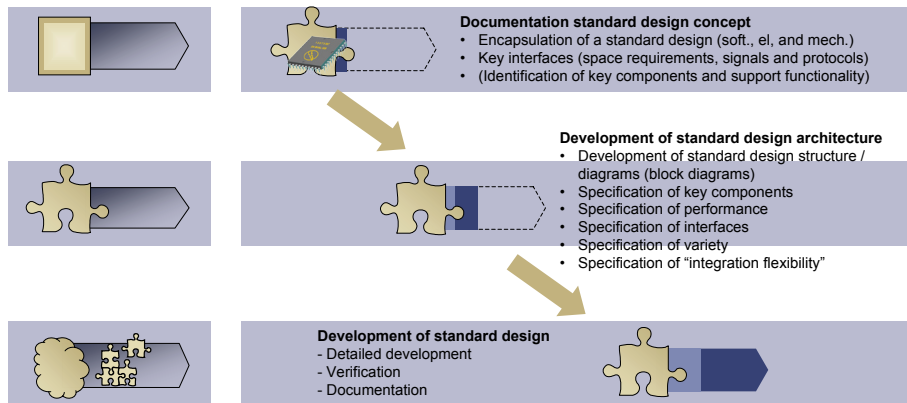 Documentation standard design concept
• Encapsulation of a standard design (soft., el, and mech.)
• Key interfaces (space requirements, signals and protocols)
• (Identification of key components and support functionality)
Development of standard design architecture
• Development of standard design structure /
diagrams (block diagrams)
• Specification of key components
• Specification of performance
• Specification of interfaces
• Specification of variety
• Specification of “integration flexibility”
Development of standard design
- Detailed development
- Verification
- Documentation